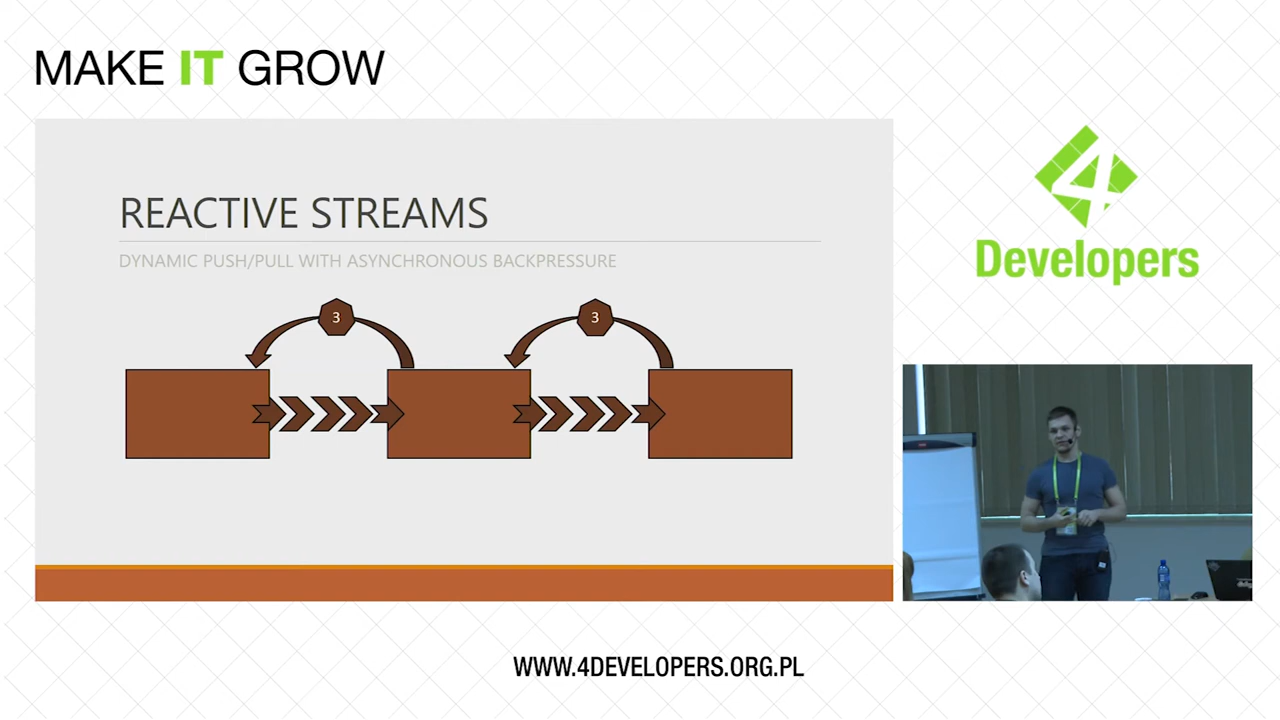 MAKE IT GROW
REACTIVE STREAMS
DYNAMIC PUSH/PULL WITH ASYNCHRONOUS BACKPRESSURE
3
3
4
Developers
WWW.4DEVELOPERS.ORG.PL